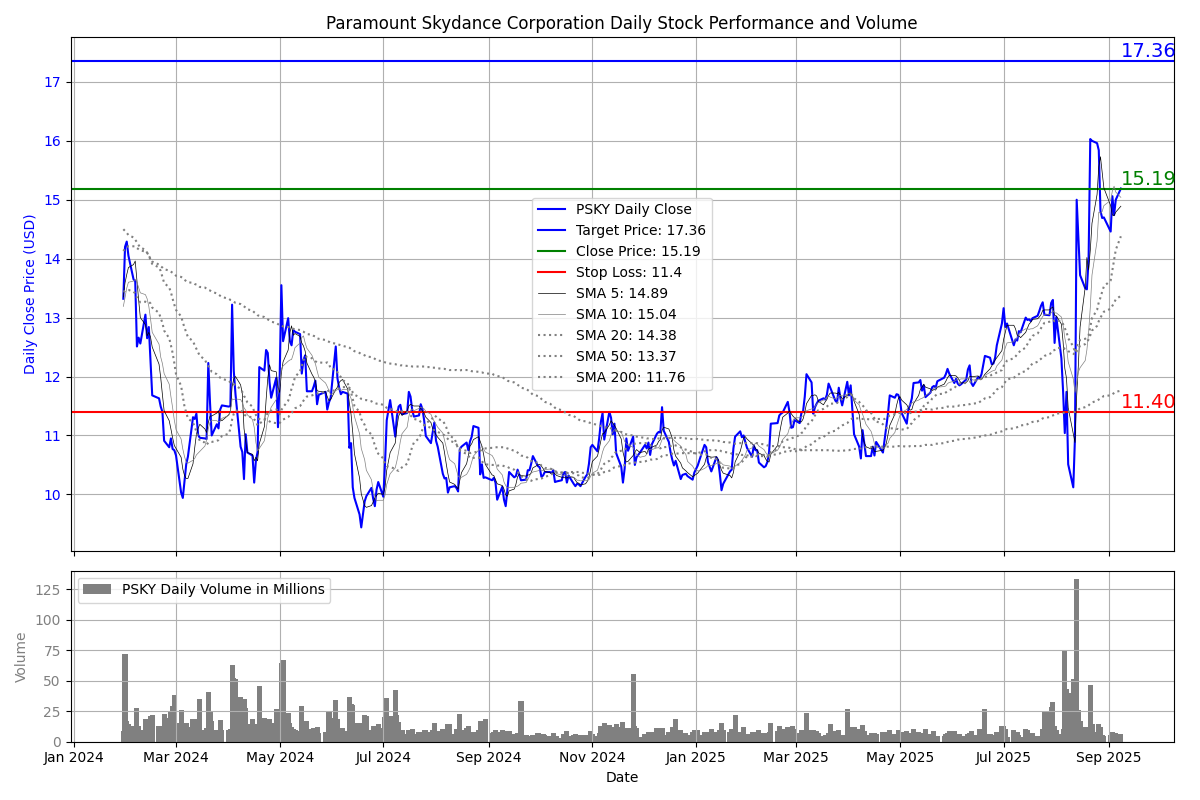 Paramount Skydance Corporation Daily Stock Performance and Volume
17.36
17
16
15.19
15
14
13
12
11.40
11
10
Daily Close Price (USD)
PSKY Daily Close
Target Price: 17.36
Close Price: 15.19
Stop Loss: 11.4
SMA 5: 14.89
SMA 10: 15.04
SMA 20: 14.38
SMA 50: 13.37
SMA 200: 11.76
PSKY Daily Volume in Millions
125
100
75
50
25
0
Volume
Jan 2024 Mar 2024 May 2024 Jul 2024 Sep 2024 Nov 2024 Jan 2025 Mar 2025 May 2025 Jul 2025 Sep 2025
Date